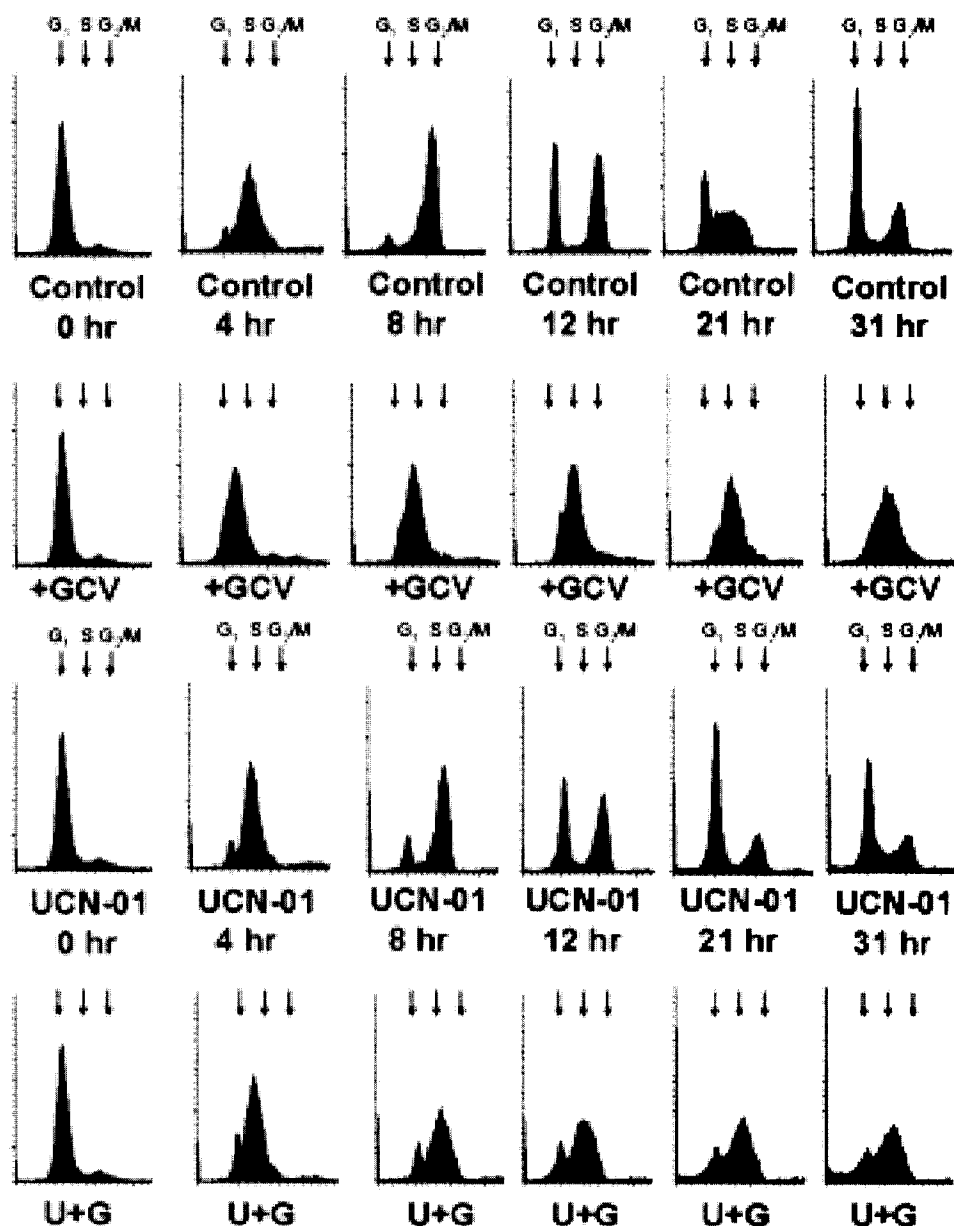 G₁ S G₂/M G₁ S G₂/M G₁ S G₂/M G₁ S G₂/M G₁ S G₂/M G₁ S G₂/M
Control Control Control Control Control Control
0 hr 4 hr 8 hr 12 hr 21 hr 31 hr
+GCV +GCV +GCV +GCV +GCV +GCV
G₁ S G₂/M G₁ S G₂/M G₁ S G₂/M G₁ S G₂/M G₁ S G₂/M G₁ S G₂/M
UCN-01 UCN-01 UCN-01 UCN-01 UCN-01 UCN-01
0 hr 4 hr 8 hr 12 hr 21 hr 31 hr
U+G U+G U+G U+G U+G U+G